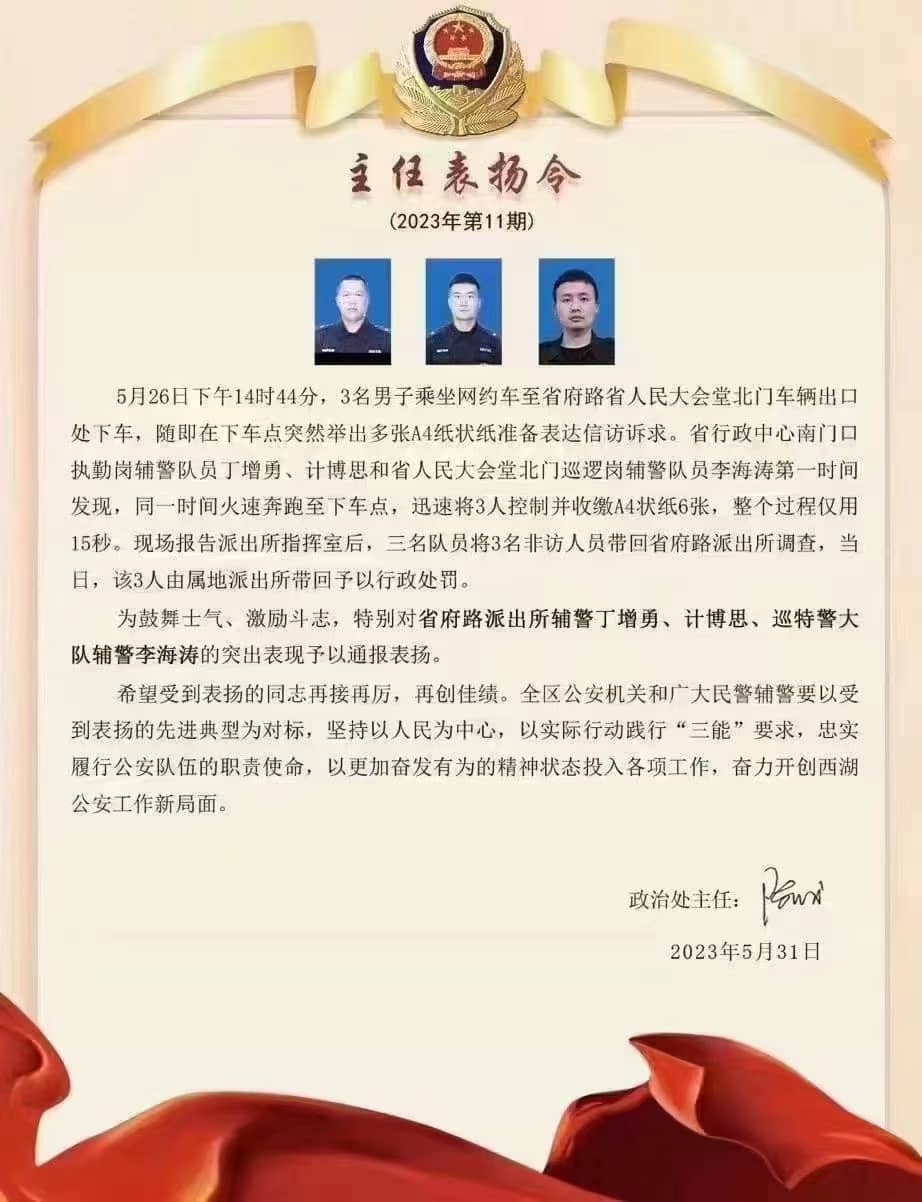 主任表扬令
(2023年第11期)
5月26日下午14时44分，3名男子乘坐网约车至省府路省人民大会堂北门车辆出口
处下车，随即在下车点突然举出多张A4纸状纸准备表达信访诉求。省行政中心南门口
执勤岗辅警队员丁增勇、计博思和省人民大会堂北门巡逻岗辅警队员李海涛第一时间
发现，同一时间火速奔跑至下车点，迅速将3人控制并收缴A4状纸6张，整个过程仅用
15秒。现场报告派出所指挥室后，三名队员将3名非访人员带回省府路派出所调查，当
日，该3人由属地派出所带回予以行政处罚。
为鼓舞士气、激励斗志，特别对省府路派出所辅警丁增勇、计博思、巡特警大
队辅警李海涛的突出表现予以通报表扬。
希望受到表扬的同志再接再厉，再创佳绩。全区公安机关和广大民警辅警要以受
到表扬的先进典型为对标，坚持以人民为中心，以实际行动践行“三能”要求，忠实
履行公安队伍的职责使命，以更加奋发有为的精神状态投入各项工作，奋力开创西湖
公安工作新局面。
政治处主任：
2023年5月31日